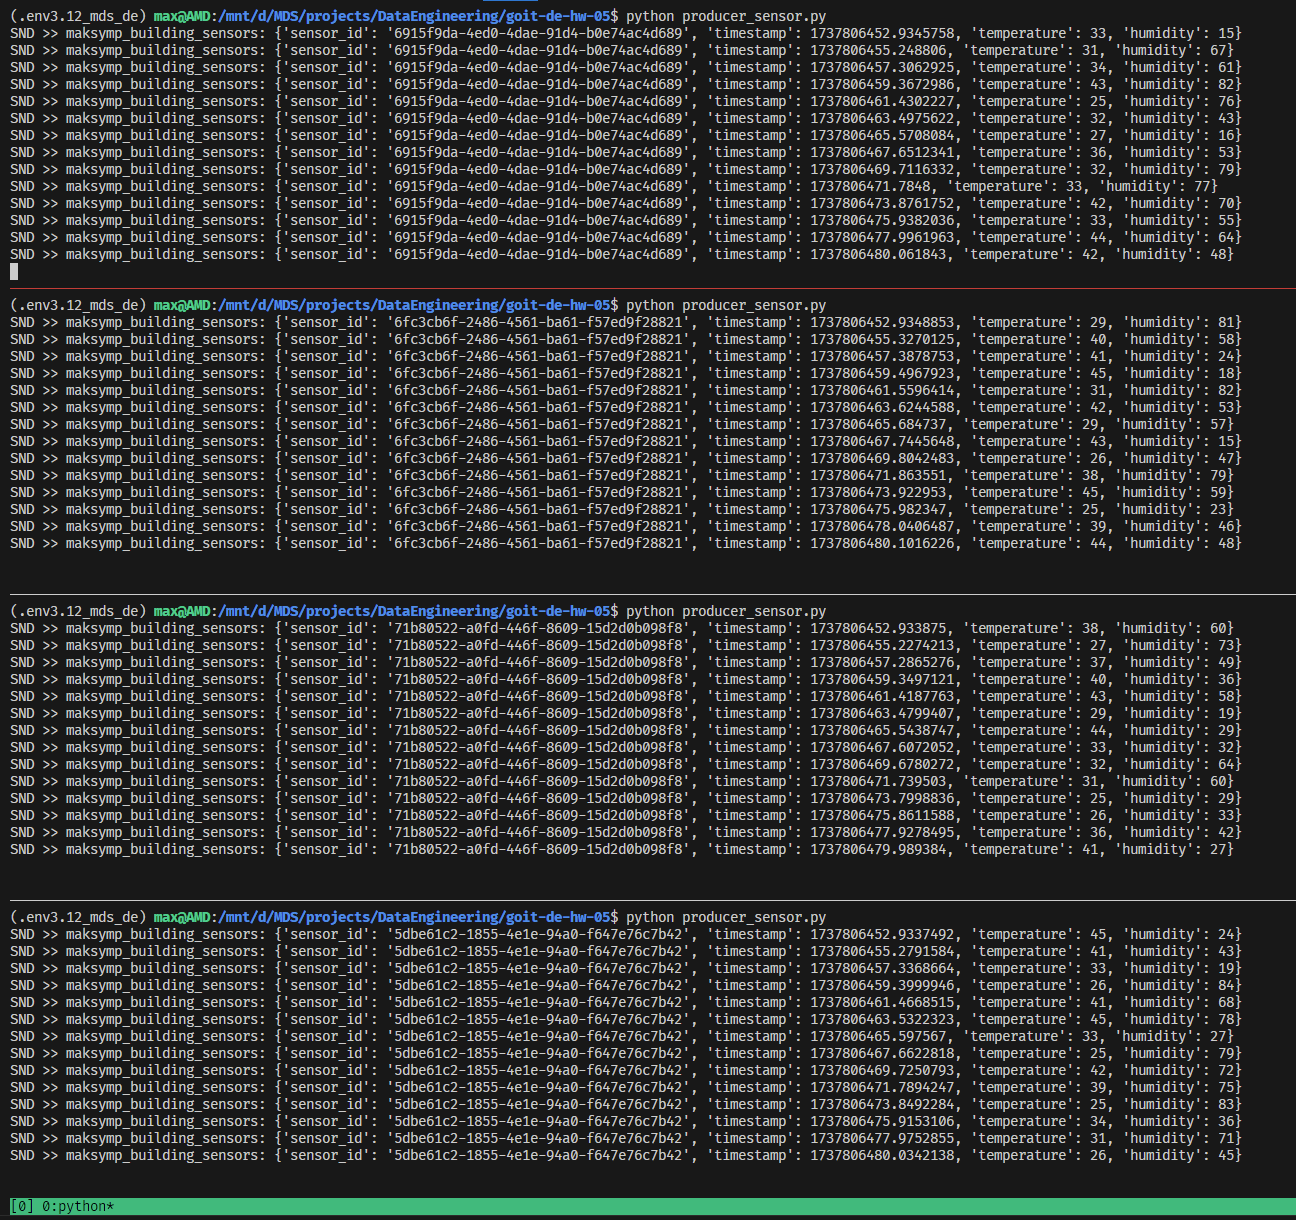 (.env3.12_mds_de) max@AMD:/mnt/d/MDS/projects/DataEngineering/goit-de-hw-05$ python producer_sensor.py
SND >> maksymp_building_sensors: {'sensor_id': '6915f9da-4ed0-4dae-91d4-b0e74ac4d689', 'timestamp': 1737806452.9345758, 'temperature': 33, 'humidity': 15}
SND >> maksymp_building_sensors: {'sensor_id': '6915f9da-4ed0-4dae-91d4-b0e74ac4d689', 'timestamp': 1737806455.248806, 'temperature': 31, 'humidity': 67}
SND >> maksymp_building_sensors: {'sensor_id': '6915f9da-4ed0-4dae-91d4-b0e74ac4d689', 'timestamp': 1737806457.3062925, 'temperature': 34, 'humidity': 61}
SND >> maksymp_building_sensors: {'sensor_id': '6915f9da-4ed0-4dae-91d4-b0e74ac4d689', 'timestamp': 1737806459.3672986, 'temperature': 43, 'humidity': 82}
SND >> maksymp_building_sensors: {'sensor_id': '6915f9da-4ed0-4dae-91d4-b0e74ac4d689', 'timestamp': 1737806461.4302227, 'temperature': 25, 'humidity': 76}
SND >> maksymp_building_sensors: {'sensor_id': '6915f9da-4ed0-4dae-91d4-b0e74ac4d689', 'timestamp': 1737806463.4975622, 'temperature': 32, 'humidity': 43}
SND >> maksymp_building_sensors: {'sensor_id': '6915f9da-4ed0-4dae-91d4-b0e74ac4d689', 'timestamp': 1737806465.5708084, 'temperature': 27, 'humidity': 16}
SND >> maksymp_building_sensors: {'sensor_id': '6915f9da-4ed0-4dae-91d4-b0e74ac4d689', 'timestamp': 1737806467.6512341, 'temperature': 36, 'humidity': 53}
SND >> maksymp_building_sensors: {'sensor_id': '6915f9da-4ed0-4dae-91d4-b0e74ac4d689', 'timestamp': 1737806469.7116332, 'temperature': 32, 'humidity': 79}
SND >> maksymp_building_sensors: {'sensor_id': '6915f9da-4ed0-4dae-91d4-b0e74ac4d689', 'timestamp': 1737806471.7848, 'temperature': 33, 'humidity': 77}
SND >> maksymp_building_sensors: {'sensor_id': '6915f9da-4ed0-4dae-91d4-b0e74ac4d689', 'timestamp': 1737806473.8761752, 'temperature': 42, 'humidity': 70}
SND >> maksymp_building_sensors: {'sensor_id': '6915f9da-4ed0-4dae-91d4-b0e74ac4d689', 'timestamp': 1737806475.9382036, 'temperature': 33, 'humidity': 55}
SND >> maksymp_building_sensors: {'sensor_id': '6915f9da-4ed0-4dae-91d4-b0e74ac4d689', 'timestamp': 1737806477.9961963, 'temperature': 44, 'humidity': 64}
SND >> maksymp_building_sensors: {'sensor_id': '6915f9da-4ed0-4dae-91d4-b0e74ac4d689', 'timestamp': 1737806480.061843, 'temperature': 42, 'humidity': 48}
(.env3.12_mds_de) max@AMD:/mnt/d/MDS/projects/DataEngineering/goit-de-hw-05$ python producer_sensor.py
SND >> maksymp_building_sensors: {'sensor_id': '6fc3cb6f-2486-4561-ba61-f57ed9f28821', 'timestamp': 1737806452.9348853, 'temperature': 29, 'humidity': 81}
SND >> maksymp_building_sensors: {'sensor_id': '6fc3cb6f-2486-4561-ba61-f57ed9f28821', 'timestamp': 1737806455.3270125, 'temperature': 40, 'humidity': 58}
SND >> maksymp_building_sensors: {'sensor_id': '6fc3cb6f-2486-4561-ba61-f57ed9f28821', 'timestamp': 1737806457.3878753, 'temperature': 41, 'humidity': 24}
SND >> maksymp_building_sensors: {'sensor_id': '6fc3cb6f-2486-4561-ba61-f57ed9f28821', 'timestamp': 1737806459.4967923, 'temperature': 45, 'humidity': 18}
SND >> maksymp_building_sensors: {'sensor_id': '6fc3cb6f-2486-4561-ba61-f57ed9f28821', 'timestamp': 1737806461.5596414, 'temperature': 31, 'humidity': 82}
SND >> maksymp_building_sensors: {'sensor_id': '6fc3cb6f-2486-4561-ba61-f57ed9f28821', 'timestamp': 1737806463.6244588, 'temperature': 42, 'humidity': 53}
SND >> maksymp_building_sensors: {'sensor_id': '6fc3cb6f-2486-4561-ba61-f57ed9f28821', 'timestamp': 1737806465.684737, 'temperature': 29, 'humidity': 57}
SND >> maksymp_building_sensors: {'sensor_id': '6fc3cb6f-2486-4561-ba61-f57ed9f28821', 'timestamp': 1737806467.7445648, 'temperature': 43, 'humidity': 15}
SND >> maksymp_building_sensors: {'sensor_id': '6fc3cb6f-2486-4561-ba61-f57ed9f28821', 'timestamp': 1737806469.8042483, 'temperature': 26, 'humidity': 47}
SND >> maksymp_building_sensors: {'sensor_id': '6fc3cb6f-2486-4561-ba61-f57ed9f28821', 'timestamp': 1737806471.863551, 'temperature': 38, 'humidity': 79}
SND >> maksymp_building_sensors: {'sensor_id': '6fc3cb6f-2486-4561-ba61-f57ed9f28821', 'timestamp': 1737806473.922953, 'temperature': 45, 'humidity': 59}
SND >> maksymp_building_sensors: {'sensor_id': '6fc3cb6f-2486-4561-ba61-f57ed9f28821', 'timestamp': 1737806475.982347, 'temperature': 25, 'humidity': 23}
SND >> maksymp_building_sensors: {'sensor_id': '6fc3cb6f-2486-4561-ba61-f57ed9f28821', 'timestamp': 1737806478.0406487, 'temperature': 39, 'humidity': 46}
SND >> maksymp_building_sensors: {'sensor_id': '6fc3cb6f-2486-4561-ba61-f57ed9f28821', 'timestamp': 1737806480.1016226, 'temperature': 44, 'humidity': 48}
(.env3.12_mds_de) max@AMD:/mnt/d/MDS/projects/DataEngineering/goit-de-hw-05$ python producer_sensor.py
SND >> maksymp_building_sensors: {'sensor_id': '71b80522-a0fd-446f-8609-15d2d0b098f8', 'timestamp': 1737806452.933875, 'temperature': 38, 'humidity': 60}
SND >> maksymp_building_sensors: {'sensor_id': '71b80522-a0fd-446f-8609-15d2d0b098f8', 'timestamp': 1737806455.2274213, 'temperature': 27, 'humidity': 73}
SND >> maksymp_building_sensors: {'sensor_id': '71b80522-a0fd-446f-8609-15d2d0b098f8', 'timestamp': 1737806457.2865276, 'temperature': 37, 'humidity': 49}
SND >> maksymp_building_sensors: {'sensor_id': '71b80522-a0fd-446f-8609-15d2d0b098f8', 'timestamp': 1737806459.3497121, 'temperature': 40, 'humidity': 36}
SND >> maksymp_building_sensors: {'sensor_id': '71b80522-a0fd-446f-8609-15d2d0b098f8', 'timestamp': 1737806461.4187763, 'temperature': 43, 'humidity': 58}
SND >> maksymp_building_sensors: {'sensor_id': '71b80522-a0fd-446f-8609-15d2d0b098f8', 'timestamp': 1737806463.4799407, 'temperature': 29, 'humidity': 19}
SND >> maksymp_building_sensors: {'sensor_id': '71b80522-a0fd-446f-8609-15d2d0b098f8', 'timestamp': 1737806465.5438747, 'temperature': 44, 'humidity': 29}
SND >> maksymp_building_sensors: {'sensor_id': '71b80522-a0fd-446f-8609-15d2d0b098f8', 'timestamp': 1737806467.6072052, 'temperature': 33, 'humidity': 32}
SND >> maksymp_building_sensors: {'sensor_id': '71b80522-a0fd-446f-8609-15d2d0b098f8', 'timestamp': 1737806469.6780272, 'temperature': 32, 'humidity': 64}
SND >> maksymp_building_sensors: {'sensor_id': '71b80522-a0fd-446f-8609-15d2d0b098f8', 'timestamp': 1737806471.739503, 'temperature': 31, 'humidity': 60}
SND >> maksymp_building_sensors: {'sensor_id': '71b80522-a0fd-446f-8609-15d2d0b098f8', 'timestamp': 1737806473.7998836, 'temperature': 25, 'humidity': 29}
SND >> maksymp_building_sensors: {'sensor_id': '71b80522-a0fd-446f-8609-15d2d0b098f8', 'timestamp': 1737806475.8611588, 'temperature': 26, 'humidity': 33}
SND >> maksymp_building_sensors: {'sensor_id': '71b80522-a0fd-446f-8609-15d2d0b098f8', 'timestamp': 1737806477.9278495, 'temperature': 36, 'humidity': 42}
SND >> maksymp_building_sensors: {'sensor_id': '71b80522-a0fd-446f-8609-15d2d0b098f8', 'timestamp': 1737806479.989384, 'temperature': 41, 'humidity': 27}
(.env3.12_mds_de) max@AMD:/mnt/d/MDS/projects/DataEngineering/goit-de-hw-05$ python producer_sensor.py
SND >> maksymp_building_sensors: {'sensor_id': '5dbe61c2-1855-4e1e-94a0-f647e76c7b42', 'timestamp': 1737806452.9337492, 'temperature': 45, 'humidity': 24}
SND >> maksymp_building_sensors: {'sensor_id': '5dbe61c2-1855-4e1e-94a0-f647e76c7b42', 'timestamp': 1737806455.2791584, 'temperature': 41, 'humidity': 43}
SND >> maksymp_building_sensors: {'sensor_id': '5dbe61c2-1855-4e1e-94a0-f647e76c7b42', 'timestamp': 1737806457.3368664, 'temperature': 33, 'humidity': 19}
SND >> maksymp_building_sensors: {'sensor_id': '5dbe61c2-1855-4e1e-94a0-f647e76c7b42', 'timestamp': 1737806459.3999946, 'temperature': 26, 'humidity': 84}
SND >> maksymp_building_sensors: {'sensor_id': '5dbe61c2-1855-4e1e-94a0-f647e76c7b42', 'timestamp': 1737806461.4668515, 'temperature': 41, 'humidity': 68}
SND >> maksymp_building_sensors: {'sensor_id': '5dbe61c2-1855-4e1e-94a0-f647e76c7b42', 'timestamp': 1737806463.5322323, 'temperature': 45, 'humidity': 78}
SND >> maksymp_building_sensors: {'sensor_id': '5dbe61c2-1855-4e1e-94a0-f647e76c7b42', 'timestamp': 1737806465.597567, 'temperature': 33, 'humidity': 27}
SND >> maksymp_building_sensors: {'sensor_id': '5dbe61c2-1855-4e1e-94a0-f647e76c7b42', 'timestamp': 1737806467.6622818, 'temperature': 25, 'humidity': 79}
SND >> maksymp_building_sensors: {'sensor_id': '5dbe61c2-1855-4e1e-94a0-f647e76c7b42', 'timestamp': 1737806469.7250793, 'temperature': 42, 'humidity': 72}
SND >> maksymp_building_sensors: {'sensor_id': '5dbe61c2-1855-4e1e-94a0-f647e76c7b42', 'timestamp': 1737806471.7894247, 'temperature': 39, 'humidity': 75}
SND >> maksymp_building_sensors: {'sensor_id': '5dbe61c2-1855-4e1e-94a0-f647e76c7b42', 'timestamp': 1737806473.8492284, 'temperature': 25, 'humidity': 83}
SND >> maksymp_building_sensors: {'sensor_id': '5dbe61c2-1855-4e1e-94a0-f647e76c7b42', 'timestamp': 1737806475.9153106, 'temperature': 34, 'humidity': 36}
SND >> maksymp_building_sensors: {'sensor_id': '5dbe61c2-1855-4e1e-94a0-f647e76c7b42', 'timestamp': 1737806477.9752855, 'temperature': 31, 'humidity': 71}
SND >> maksymp_building_sensors: {'sensor_id': '5dbe61c2-1855-4e1e-94a0-f647e76c7b42', 'timestamp': 1737806480.0342138, 'temperature': 26, 'humidity': 45}
[0] 0:python*